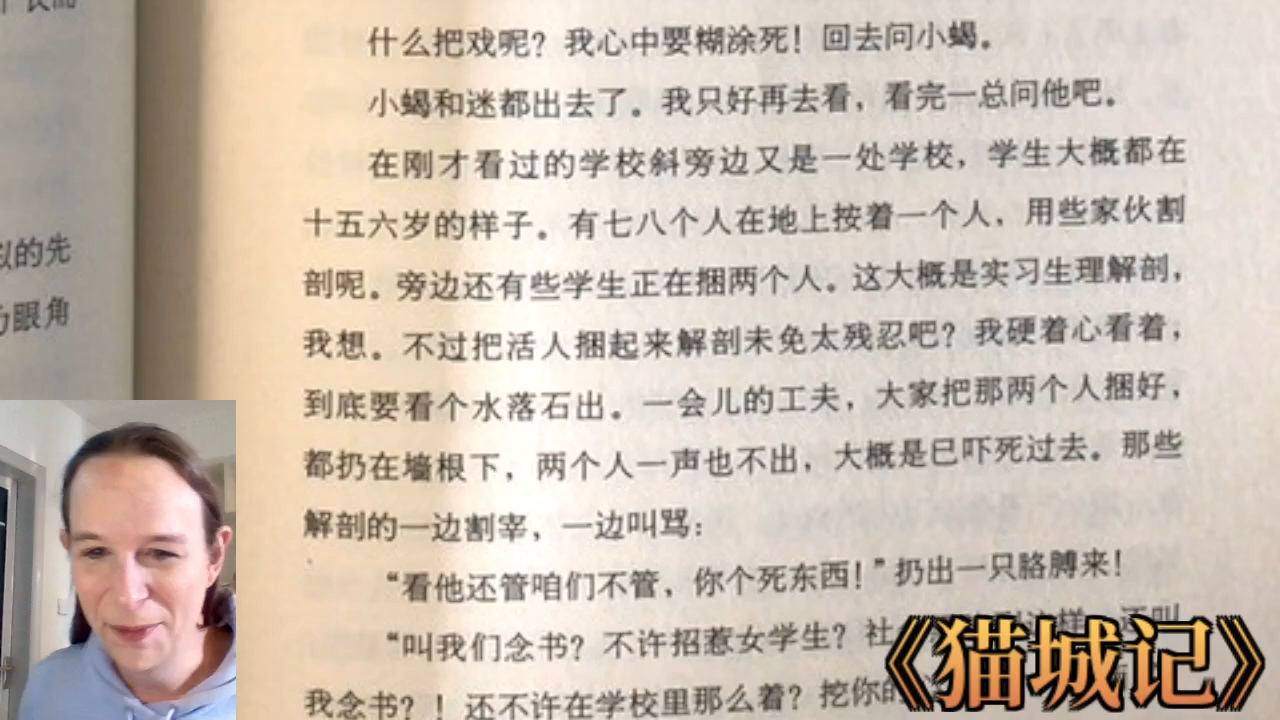 以的先
眼角
什么把戏呢？我心中要糊涂死！回去问小蝎。
小蝎和迷都出去了。我只好再去看，看完一总问他吧。
在刚才看过的学校斜旁边又是一处学校，学生大概都在
十五六岁的样子。有七八个人在地上按着一个人，用些家伙割
剖呢。旁边还有些学生正在捆两个人。这大概是实习生理解剖，
我想。不过把活人捆起来解剖未免太残忍吧？我硬着心看着，
到底要看个水落石出。一会儿的工夫，大家把那两个人捆好，
都扔在墙根下，两个人一声也不出，大概是已吓死过去。那些
解剖的一边割宰，一边叫骂：
“看他还管咱们不管，你个死东西！”扔出一只胳膊来！
“叫我们念书？不许招惹女学生？社
我念书？！还不许在学校里那么着？挖你的
《猫城记》